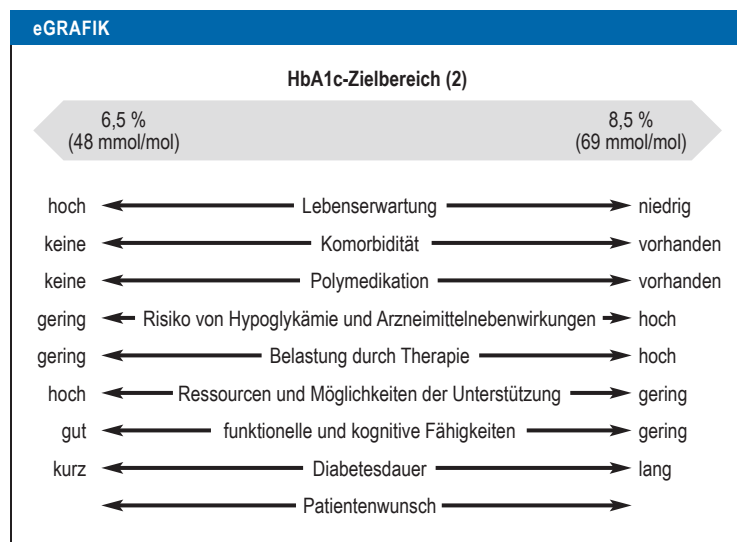 eGRAFIK
HbA1c-Zielbereich (2)
6,5 % 8,5 %
(48 mmol/mol) (69 mmol/mol)
hoch Lebenserwartung niedrig
keine Komorbidität vorhanden
keine Polymedikation vorhanden
gering Risiko von Hypoglykämie und Arzneimittelnebenwirkungen hoch
gering Belastung durch Therapie hoch
hoch Ressourcen und Möglichkeiten der Unterstützung gering
gut funktionelle und kognitive Fähigkeiten gering
kurz Diabetesdauer lang
Patientenwunsch